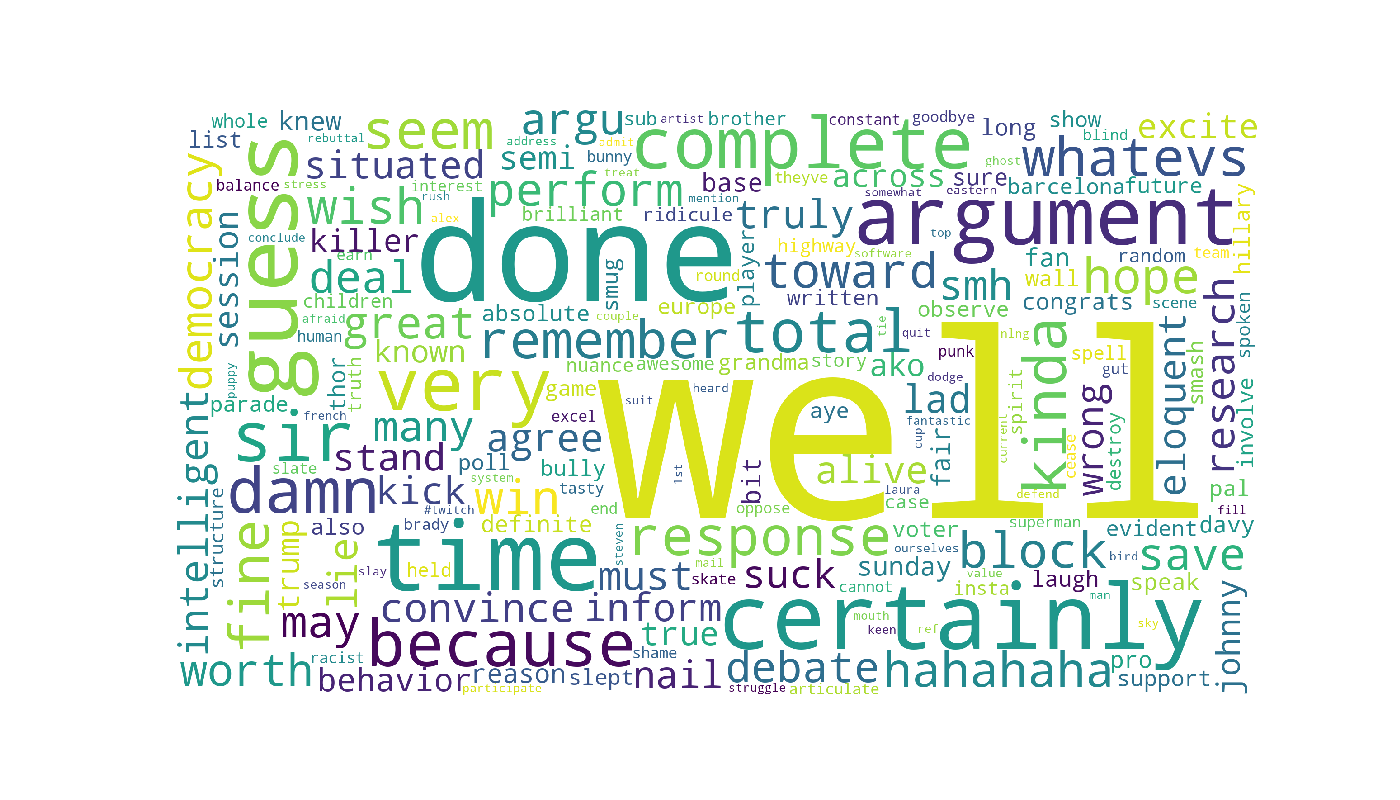 whole knew seem argu sub artist brother complete constant goodbye long show excite
list rebuttal situated address semi bunny admit treat ghost blind whatevs
balance stress guess wish interest rush perform base theyve across sure somewhat eastern barcelona future
democracy session conclude killer alex brilliant ridicule mention truly argument top hillary
earn deal done smug round player highway software toward smh fan wall random team
children afraid great absolute couple europe written observe hope congrats scene
human known remember total tie quit nlng research spoken
puppy thor truth very game nuance awesome grandma story ako punk kinda spell gut smash
parade french sir many excel suit heard well aye lad dodge fantastic spirit wrong eloquent involve
intelligent slate stand agree poll bully bit alive fair cup current cease destroy
damn kick system win tasty 1st laura case defend pal
structure #twitch definite end oppose voter superman fill
fine trump also brady time steven response ourselves block evident davy
lie slay held mail must skate suck sunday bird save
season convince inform cannot insta value laugh speak
may because true mouth keen ref certainly man sky johnny
worth racist behavior reason slept shame nail debate hahahaha pro support
participate struggle articulate